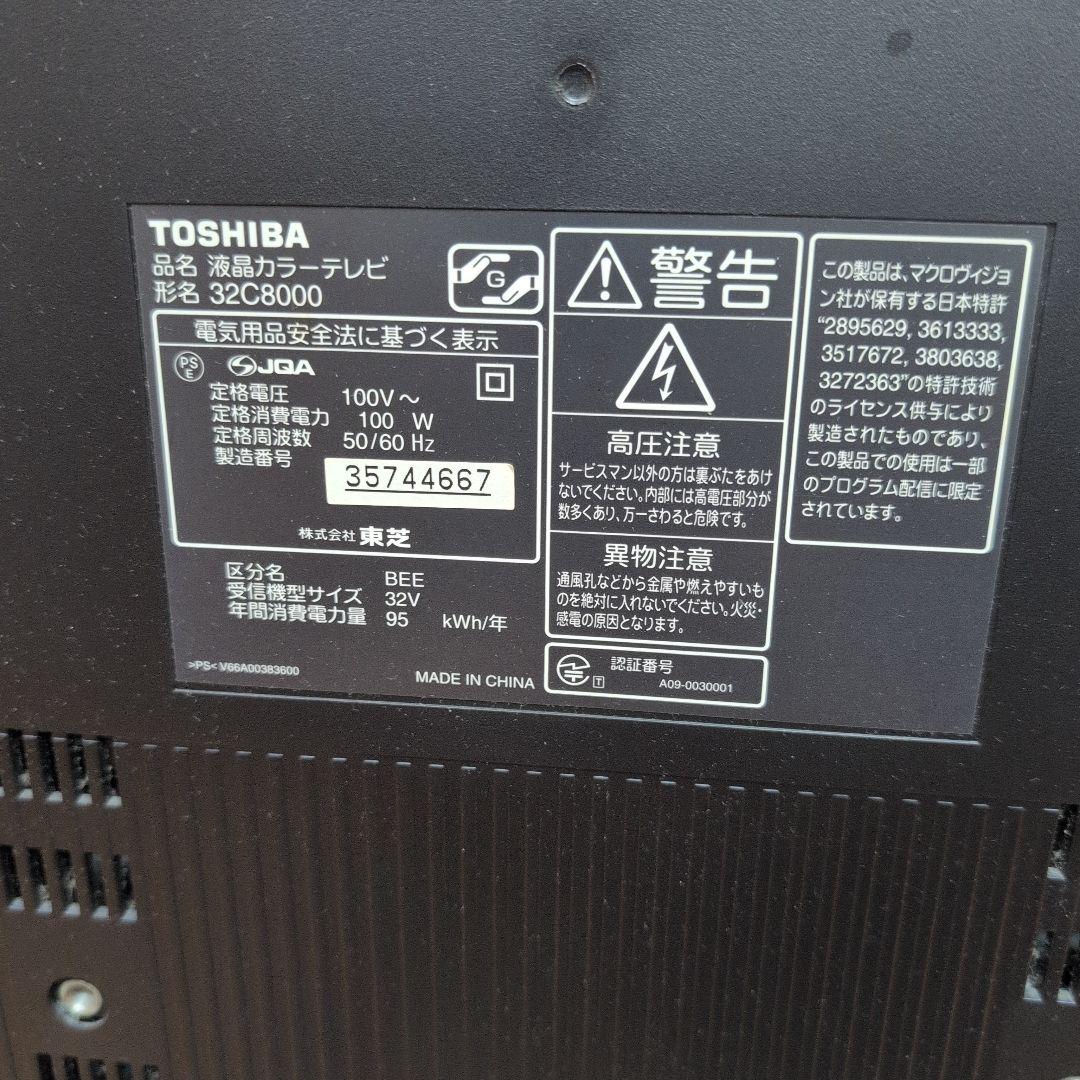 TOSHIBA
品名 液晶カラーテレビ
形名 32C8000
G
電気用品安全法に基づく表示
PS
E
JQA
定格電圧 100V～
定格消費電力 100 W
定格周波数 50/60 Hz
製造番号
35744667
株式会社 東芝
区分名 BEE
受信機型サイズ 32V
年間消費電力量 95 kWh/年
>PS< V66A00383600
MADE IN CHINA
警告
高圧注意
サービスマン以外の方は裏ぶたをあけ
ないでください。内部には高電圧部分が
数多くあり、万一さわると危険です。
異物注意
通風孔などから金属や燃えやすいも
のを絶対に入れないでください。火災・
感電の原因となります。
T
認証番号
A09-0030001
この製品は、マクロヴィジョ
ン社が保有する日本特許
“2895629, 3613333,
3517672, 3803638,
3272363”の特許技術
のライセンス供与により
製造されたものであり、
この製品での使用は一部
のプログラム配信に限定
されています。